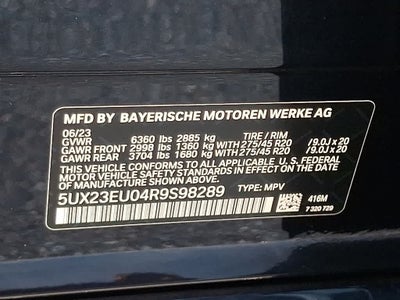 MFD BY BAYERISCHE MOTOREN WERKE AG
06/23
GVWR 6360 lbs 2885 kg TIRE / RIM
GAWR FRONT 2998 lbs 1360 kg WITH 275/45 R20 / 9.0J x 20
GAWR REAR 3704 lbs 1680 kg WITH 275/45 R20 / 9.0J x 20
THIS VEHICLE CONFORMS TO ALL APPLICABLE U.S. FEDERAL
MOTOR VEHICLE SAFETY STANDARDS IN EFFECT ON THE
DATE OF MANUFACTURE SHOWN ABOVE.
5UX23EU04R9S98289 TYPE: MPV
416M
7 320 729